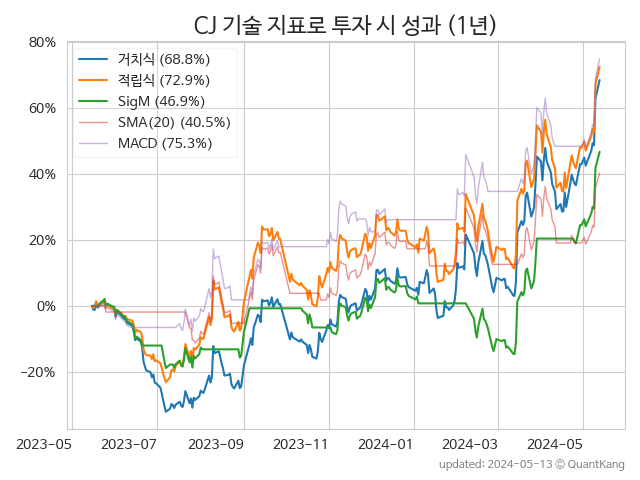 CJ 기술 지표로 투자 시 성과 (1년)
80%
60%
40%
20%
0%
−20%
거치식 (68.8%)
적립식 (72.9%)
SigM (46.9%)
SMA(20) (40.5%)
MACD (75.3%)
2023-05 2023-07 2023-09 2023-11 2024-01 2024-03 2024-05
updated: 2024-05-13 ⓒ QuantKang